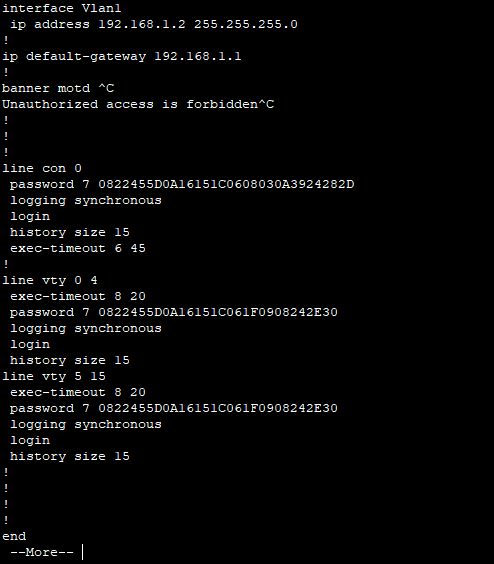 interface Vlan1
 ip address 192.168.1.2 255.255.255.0
!
ip default-gateway 192.168.1.1
!
banner motd ^C
Unauthorized access is forbidden^C
!
!
!
line con 0
 password 7 0822455D0A16151C0608030A3924282D
 logging synchronous
 login
 history size 15
 exec-timeout 6 45
!
line vty 0 4
 exec-timeout 8 20
 password 7 0822455D0A16151C061F0908242E30
 logging synchronous
 login
 history size 15
line vty 5 15
 exec-timeout 8 20
 password 7 0822455D0A16151C061F0908242E30
 logging synchronous
 login
 history size 15
!
!
!
!
end
 --More--